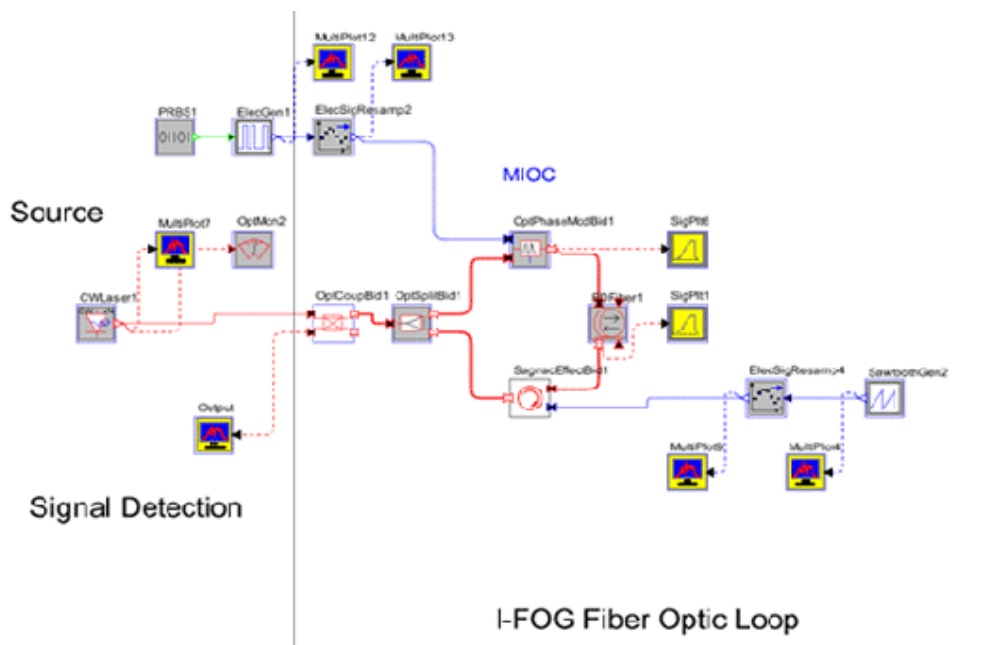 MultiPlot12 MultiPlot13
PRBS1 ElecGen1 ElecSigResamp2
01101
MIOC
Source
MultiPlot7 OptMon2 OptPhaseModBid1 SigPlt6
CWLaser1 OptCoupBid1 OptSplitBid1 SigPlt1
SagnacEffectBid1 ElecSigResamp4 SawtoothGen2
Output
MultiPlot4
Signal Detection
I-FOG Fiber Optic Loop